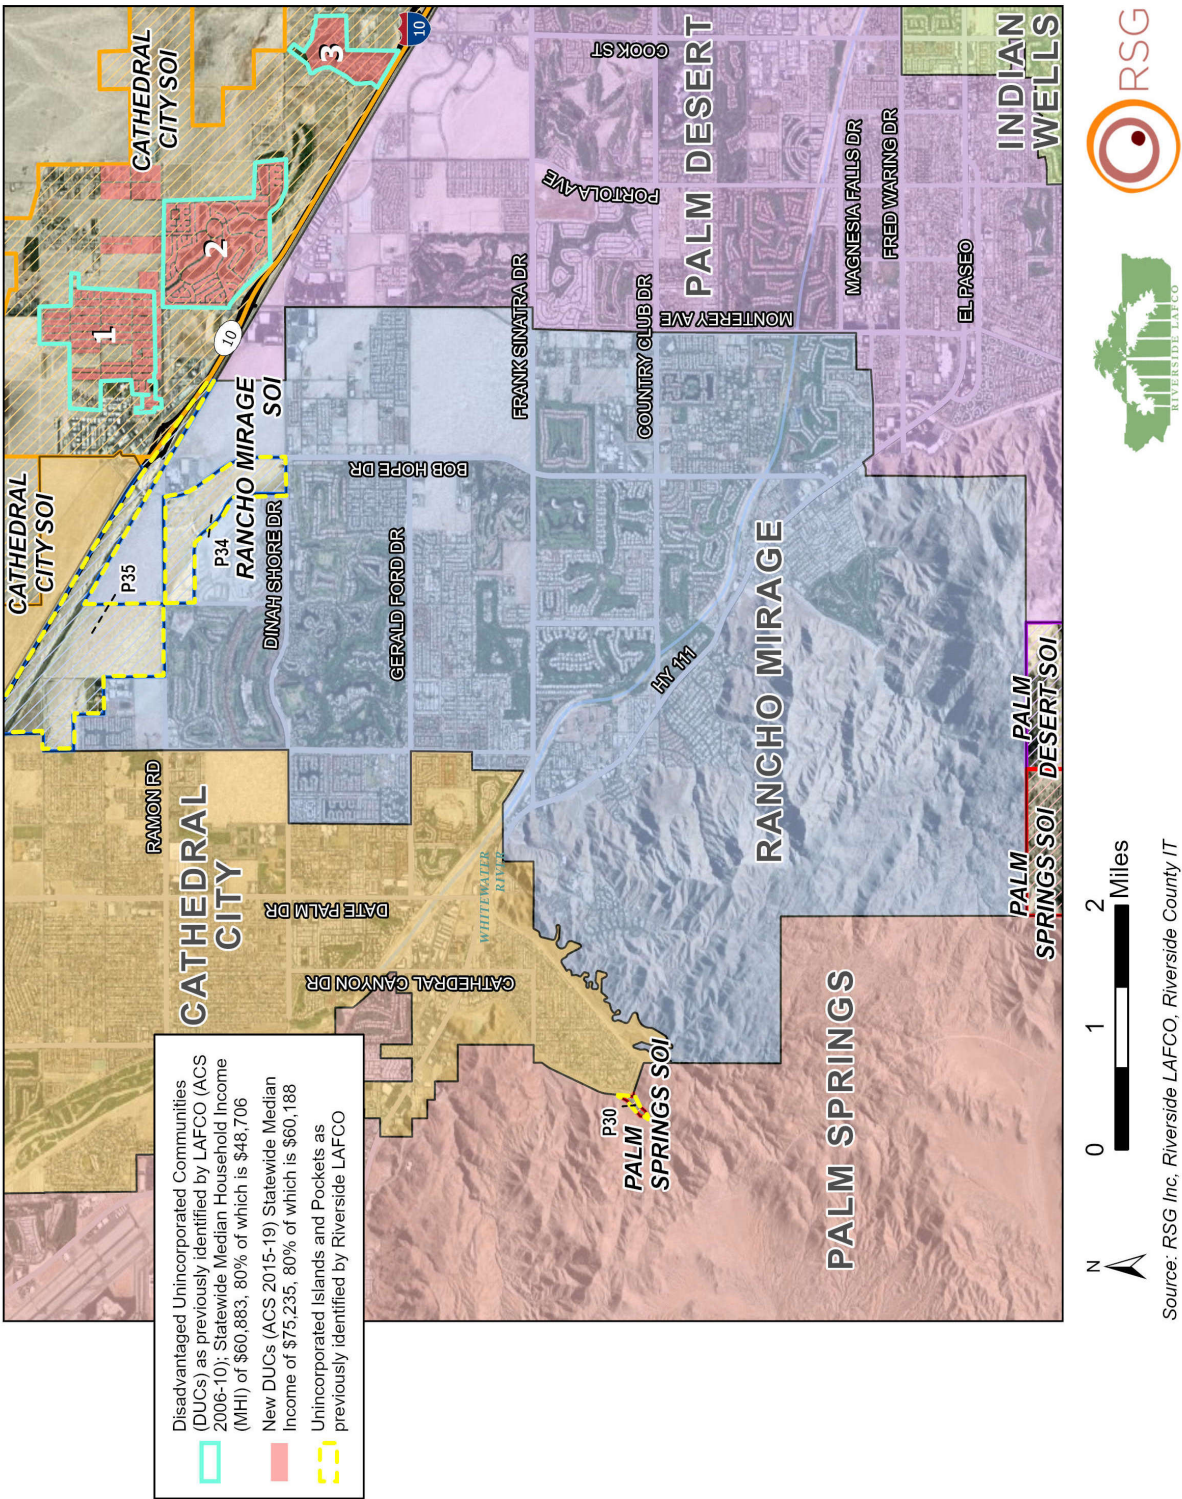 Disadvantaged Unincorporated Communities
(DUCs) as previously identified by LAFCO (ACS
2006-10); Statewide Median Household Income
(MHI) of $60,883, 80% of which is $48,706
New DUCs (ACS 2015-19) Statewide Median
Income of $75,235, 80% of which is $60,188
Unincorporated Islands and Pockets as
previously identified by Riverside LAFCO
CATHEDRAL
CITY SOI
CATHEDRAL
CITY SOI
1
2
3
10
10
P35
P34
RANCHO MIRAGE
SOI
RAMON RD
DINAH SHORE DR
BOB HOPE DR
GERALD FORD DR
CATHEDRAL
CITY
DATE PALM DR
CATHEDRAL CANYON DR
WHITEWATER
RIVER
FRANK SINATRA DR
COUNTRY CLUB DR
MONTEREY AVE
PORTOLA AVE
COOK ST
PALM DESERT
MAGNESIA FALLS DR
FRED WARING DR
EL PASEO
INDIAN
WELLS
HY 111
RANCHO MIRAGE
P30
PALM
SPRINGS SOI
PALM SPRINGS
PALM
SPRINGS SOI
PALM
DESERT SOI
N
0
1
2
Miles
Source: RSG Inc, Riverside LAFCO, Riverside County IT
RIVERSIDE LAFCO
RSG